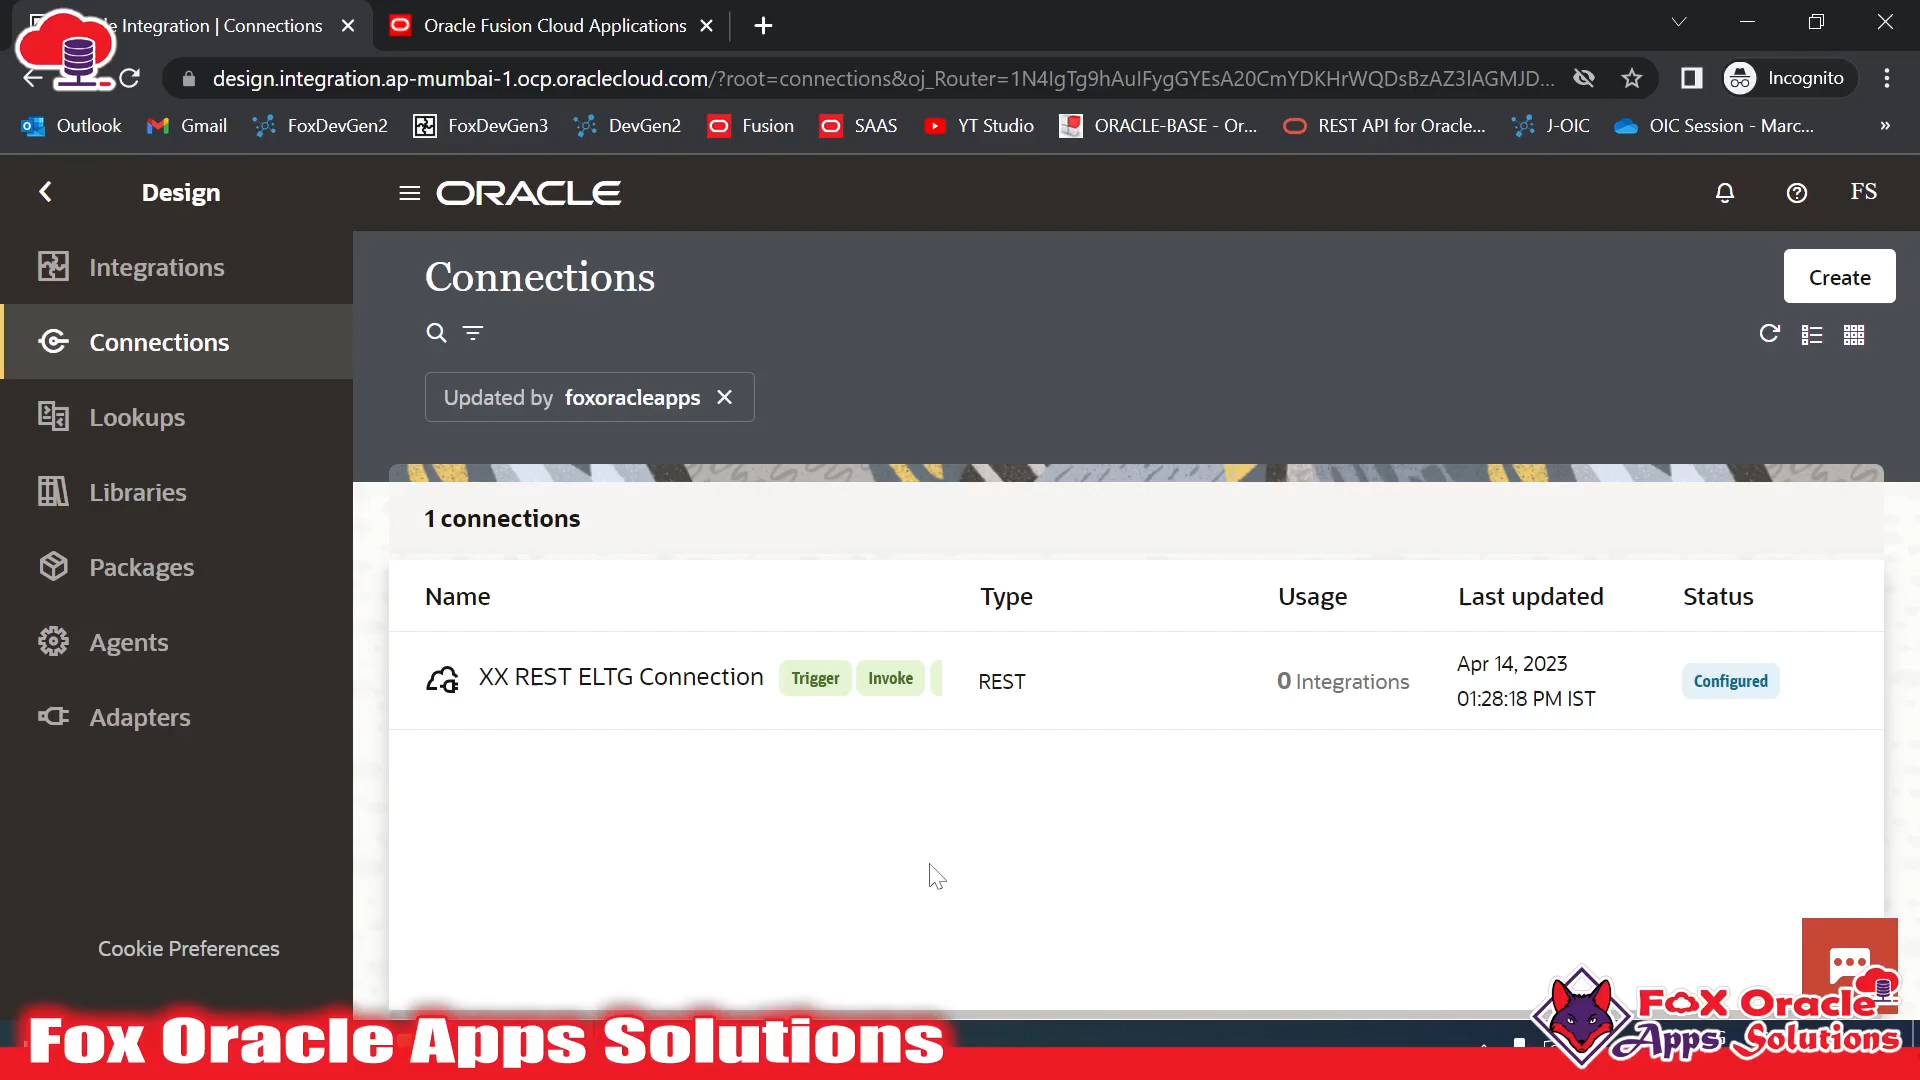 Integration | Connections
Oracle Fusion Cloud Applications
design.integration.ap-mumbai-1.ocp.oraclecloud.com/?root=connections&oj_Router=1N4IgTg9hAuIFygGYEsA20CmYDKHrWQDsBzAZ3lAGMJD...
Incognito
Outlook
Gmail
FoxDevGen2
FoxDevGen3
DevGen2
Fusion
SAAS
YT Studio
ORACLE-BASE - Or...
REST API for Oracle...
J-OIC
OIC Session - Marc...
»
Design
ORACLE
FS
Integrations
Connections
Lookups
Libraries
Packages
Agents
Adapters
Cookie Preferences
Connections
Create
Updated by foxoracleapps
1 connections
Name Type Usage Last updated Status
XX REST ELTG Connection Trigger Invoke REST 0 Integrations Apr 14, 2023
01:28:18 PM IST
Configured
Fox Oracle Apps Solutions
FOX Oracle
Apps Solutions